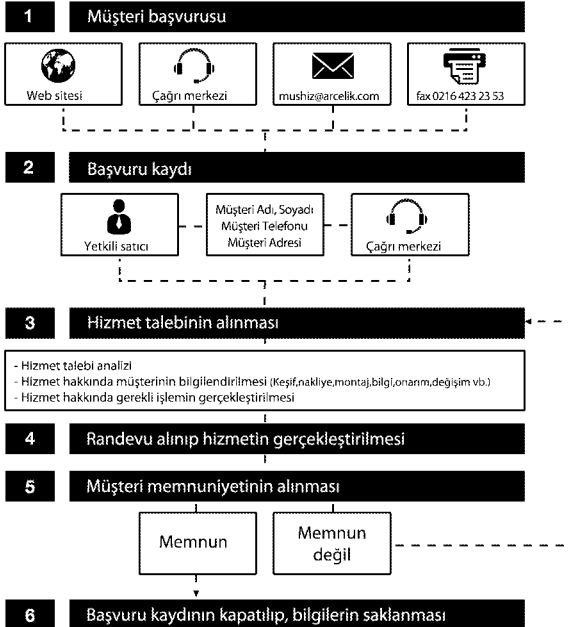 1 Müşteri başvurusu
Web sitesi
Çağrı merkezi
mushiz@arcelik.com
fax 0216 423 23 53
2 Başvuru kaydı
Yetkili satıcı
Müşteri Adı, Soyadı
Müşteri Telefonu
Müşteri Adresi
Çağrı merkezi
3 Hizmet talebinin alınması
- Hizmet talebi analizi
- Hizmet hakkında müşterinin bilgilendirilmesi (Keşif,nakliye,montaj,bilgi,onarım,değişim vb.)
- Hizmet hakkında gerekli işlemin gerçekleştirilmesi
4 Randevu alınıp hizmetin gerçekleştirilmesi
5 Müşteri memnuniyetinin alınması
Memnun
Memnun
değil
6 Başvuru kaydının kapatılıp, bilgilerin saklanması